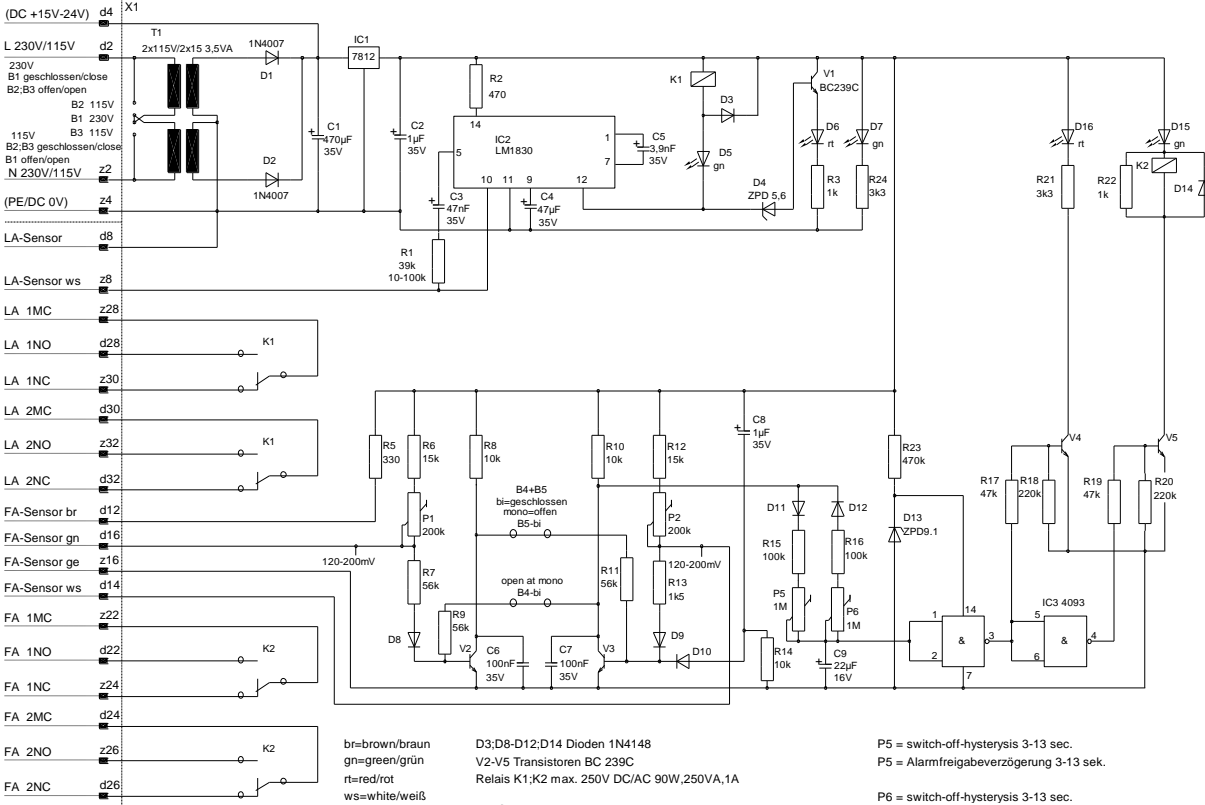 (DC +15V-24V) d4 X1
L 230V/115V d2
230V
B1 geschlossen/close
B2;B3 offen/open
B2 115V
B1 230V
115V B3 115V
B2;B3 geschlossen/close
B1 offen/open
N 230V/115V z2
(PE/DC 0V) z4
LA-Sensor d8
LA-Sensor ws z8
LA 1MC z28
LA 1NO d28
LA 1NC z30
LA 2MC d30
LA 2NO z32
LA 2NC d32
FA-Sensor br d12
FA-Sensor gn d16
FA-Sensor ge z16
FA-Sensor ws d14
FA 1MC z22
FA 1NO d22
FA 1NC z24
FA 2MC d24
FA 2NO z26
FA 2NC d26
T1
2x115V/2x15 3,5VA
1N4007
D1
D2
1N4007
IC1
7812
C1
470µF
35V
C2
1µF
35V
R2
470
14
IC2
LM1830
5
10 11 9 12
1
7
C5
3,9nF
35V
C3
47nF
35V
C4
47µF
35V
R1
39k
10-100k
K1
D3
D5
gn
D4
ZPD 5,6
V1
BC239C
D6
rt
D7
gn
R3
1k
R24
3k3
D16
rt
D15
gn
R21
3k3
R22
1k
K2
D14
K1
K1
K2
K2
R5
330
R6
15k
R8
10k
R10
10k
R12
15k
C8
1µF
35V
R23
470k
B4+B5
bi=geschlossen
mono=offen
B5-bi
P1
200k
P2
200k
120-200mV
120-200mV
R7
56k
open at mono
B4-bi
R11
56k
R13
1k5
R9
56k
D8
V2
C6
100nF
35V
C7
100nF
35V
V3
D9
D10
R14
10k
D11
D12
R15
100k
R16
100k
P5
1M
P6
1M
C9
22µF
16V
D13
ZPD9.1
1
2
14
&
3
7
IC3 4093
5
6
&
4
R17
47k
R18
220k
V4
R19
47k
R20
220k
V5
br=brown/braun
gn=green/grün
rt=red/rot
ws=white/weiß
D3;D8-D12;D14 Dioden 1N4148
V2-V5 Transistoren BC 239C
Relais K1;K2 max. 250V DC/AC 90W,250VA,1A
P5 = switch-off-hysterysis 3-13 sec.
P5 = Alarmfreigabeverzögerung 3-13 sek.
P6 = switch-off-hysterysis 3-13 sec.